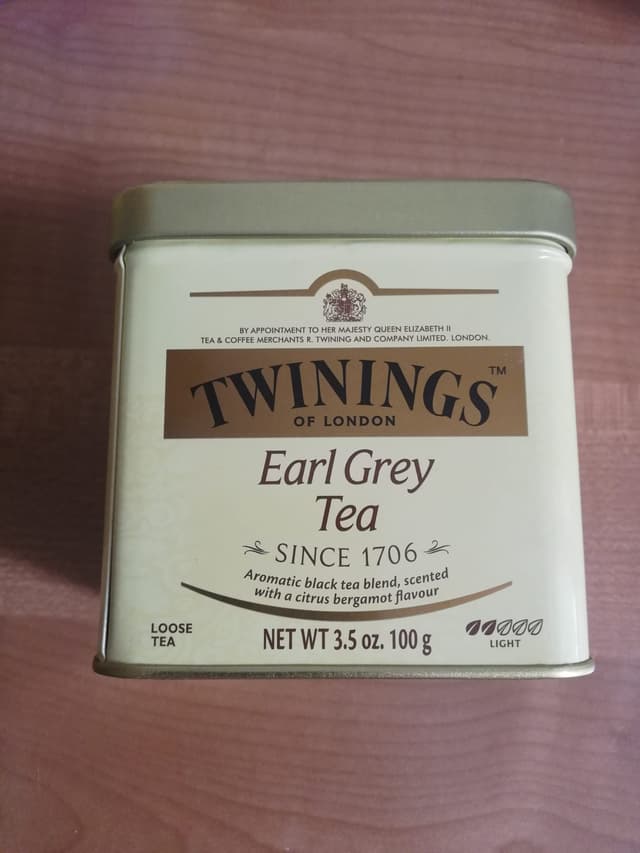 BY APPOINTMENT TO HER MAJESTY QUEEN ELIZABETH II
TEA & COFFEE MERCHANTS R. TWINING AND COMPANY LIMITED. LONDON.
TWININGS™
OF LONDON
Earl Grey
Tea
SINCE 1706
Aromatic black tea blend, scented
with a citrus bergamot flavour
LOOSE
TEA
NET WT 3.5 oz. 100 g
LIGHT